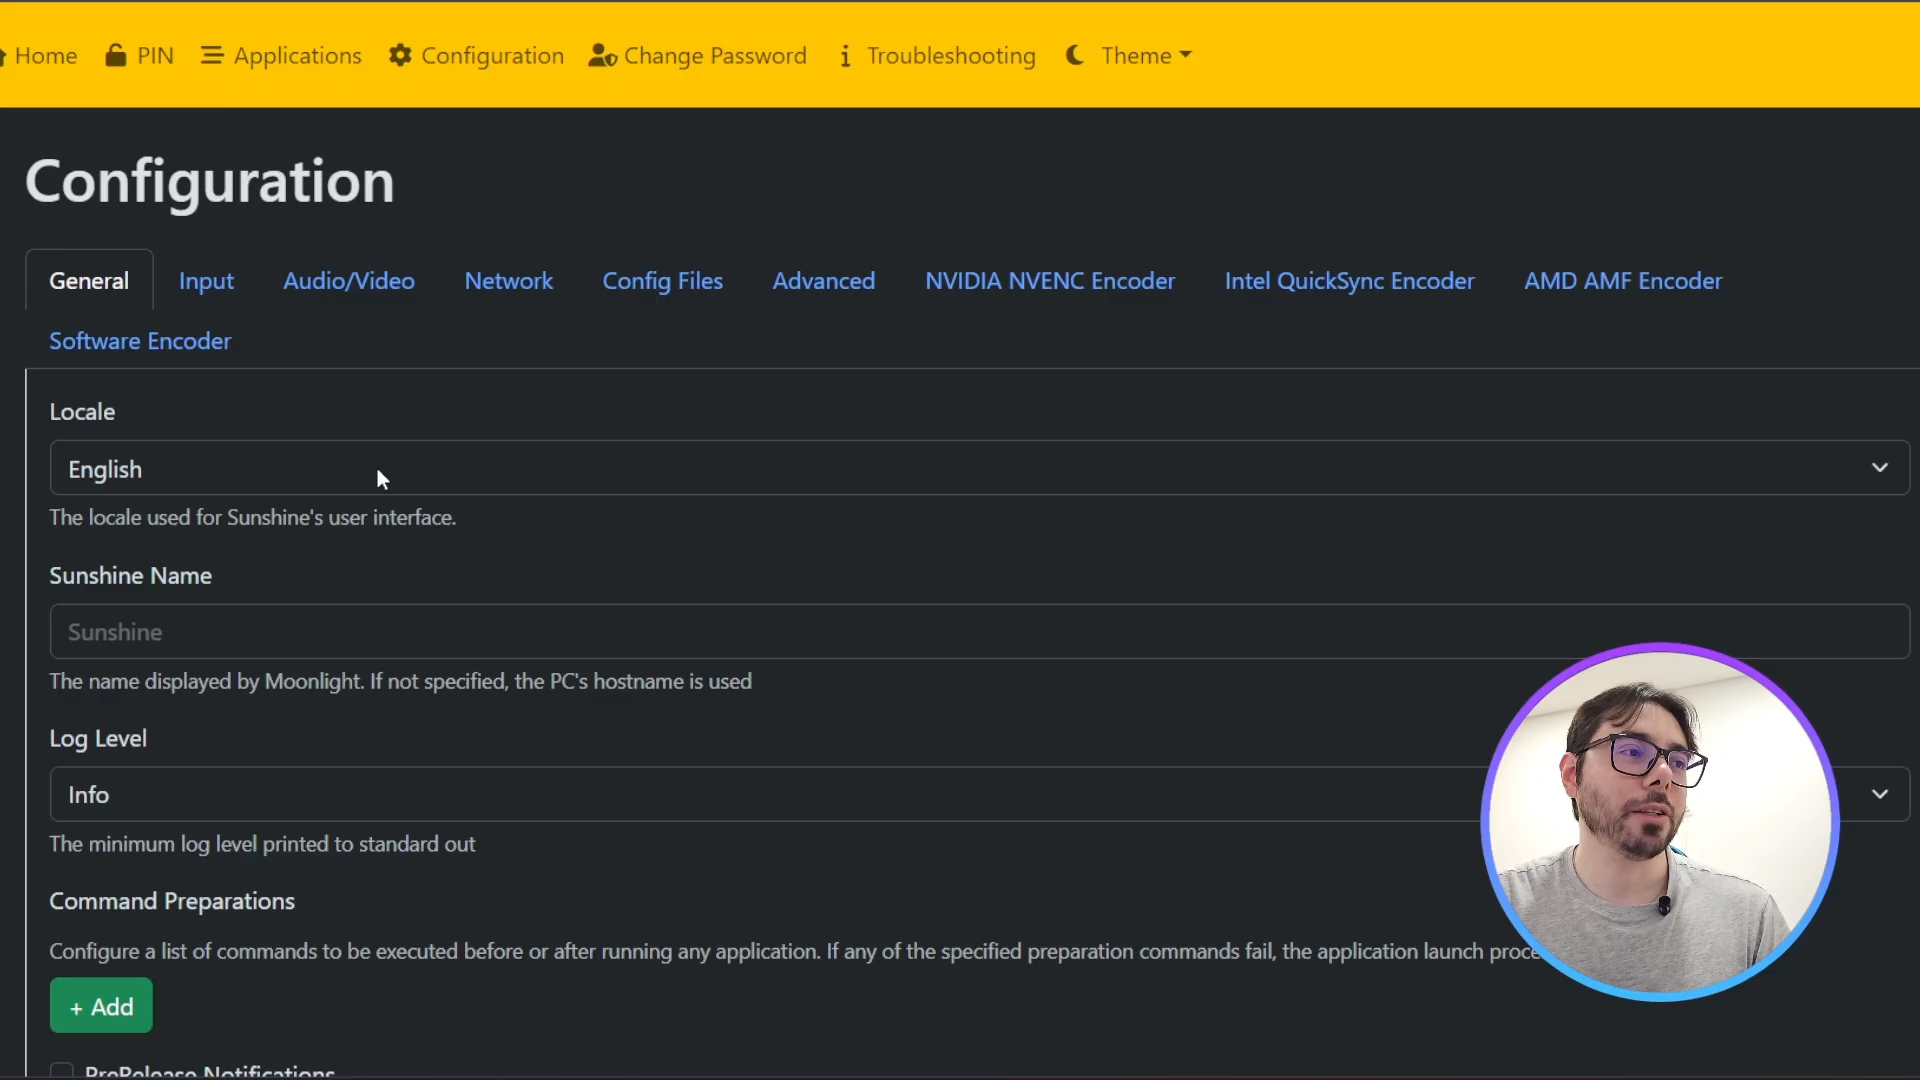 Home PIN Applications Configuration Change Password Troubleshooting Theme
Configuration
General Input Audio/Video Network Config Files Advanced NVIDIA NVENC Encoder Intel QuickSync Encoder AMD AMF Encoder
Software Encoder
Locale
English
The locale used for Sunshine's user interface.
Sunshine Name
Sunshine
The name displayed by Moonlight. If not specified, the PC's hostname is used
Log Level
Info
The minimum log level printed to standard out
Command Preparations
Configure a list of commands to be executed before or after running any application. If any of the specified preparation commands fail, the application launch proce
+ Add
PreRelease Notifications